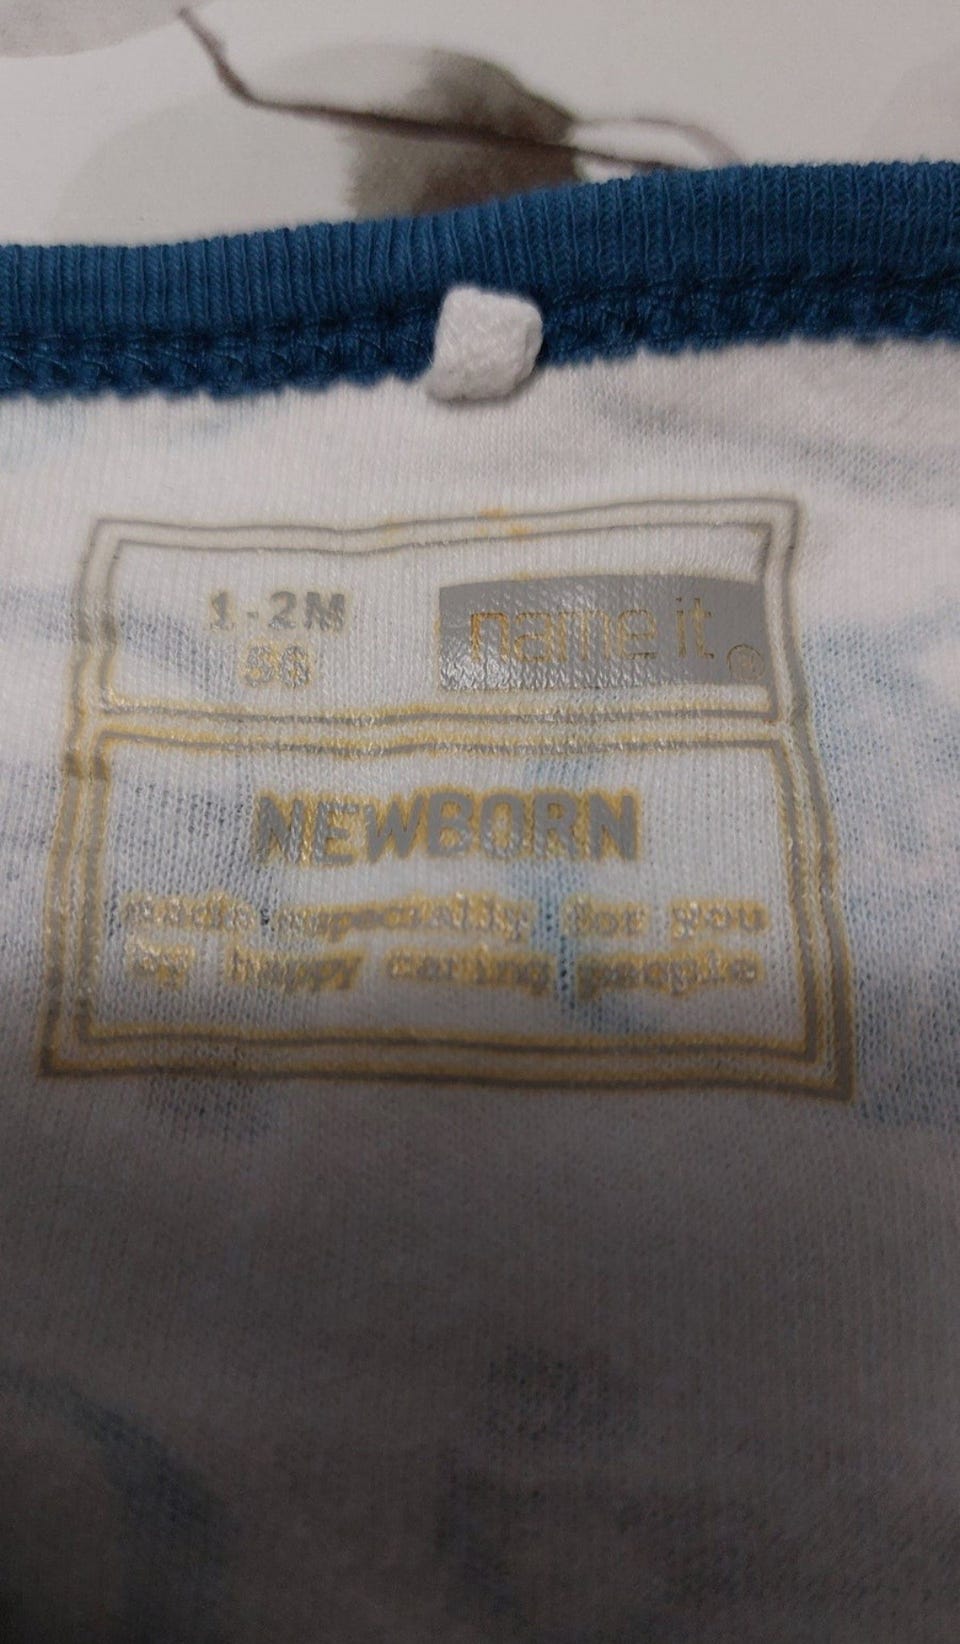 1-2M
56
name it ®
NEWBORN
made especially for you
by happy caring people